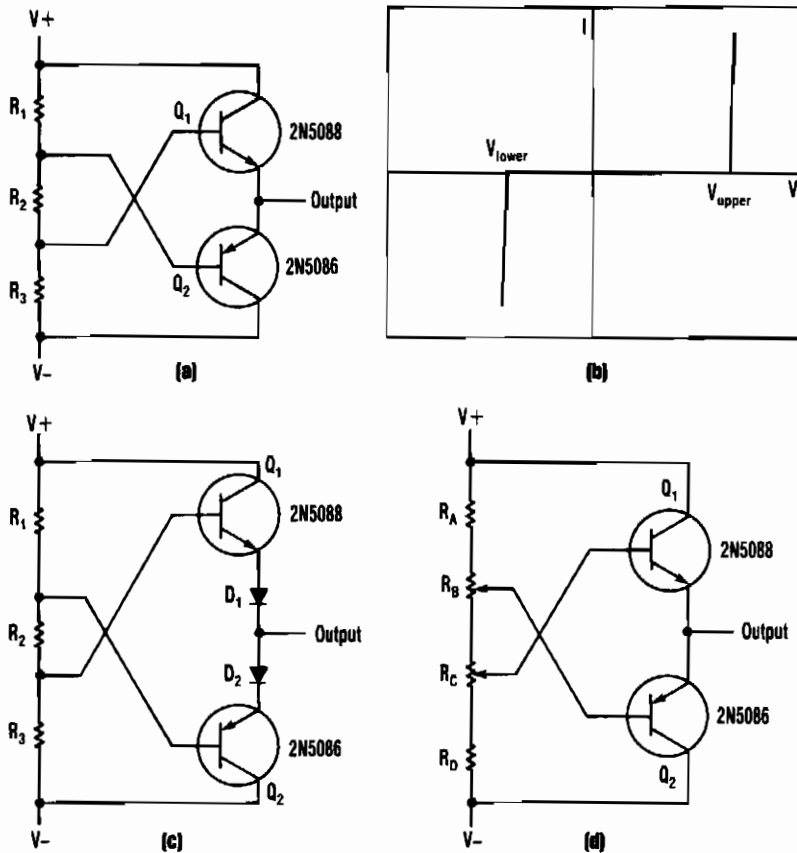 V+
R1
Q1
2N5088
R2
Output
R3
Q2
2N5086
V-
(a)
I
Vlower
Vupper
V
(b)
V+
Q1
R1
2N5088
D1
R2
Output
D2
R3
2N5086
Q2
V-
(c)
V+
Q1
RA
2N5088
RB
Output
RC
2N5086
RD
Q2
V-
(d)